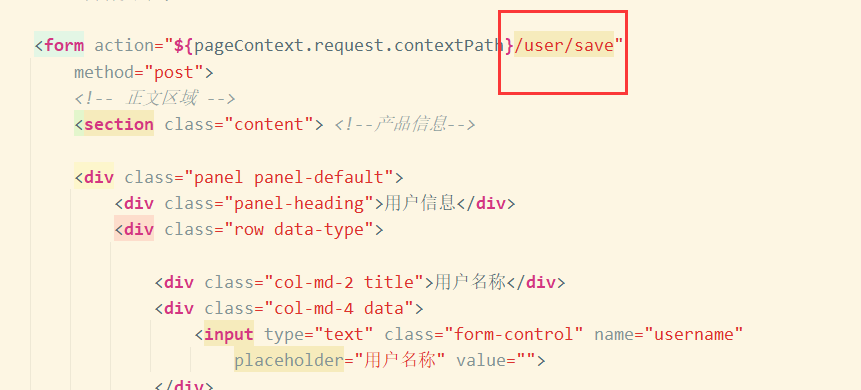 <form action="${pageContext.request.contextPath}/user/save"
method="post">
<!-- 正文区域 -->
<section class="content"> <!--产品信息-->
<div class="panel panel-default">
<div class="panel-heading">用户信息</div>
<div class="row data-type">
<div class="col-md-2 title">用户名称</div>
<div class="col-md-4 data">
<input type="text" class="form-control" name="username"
placeholder="用户名称" value="">
</div>